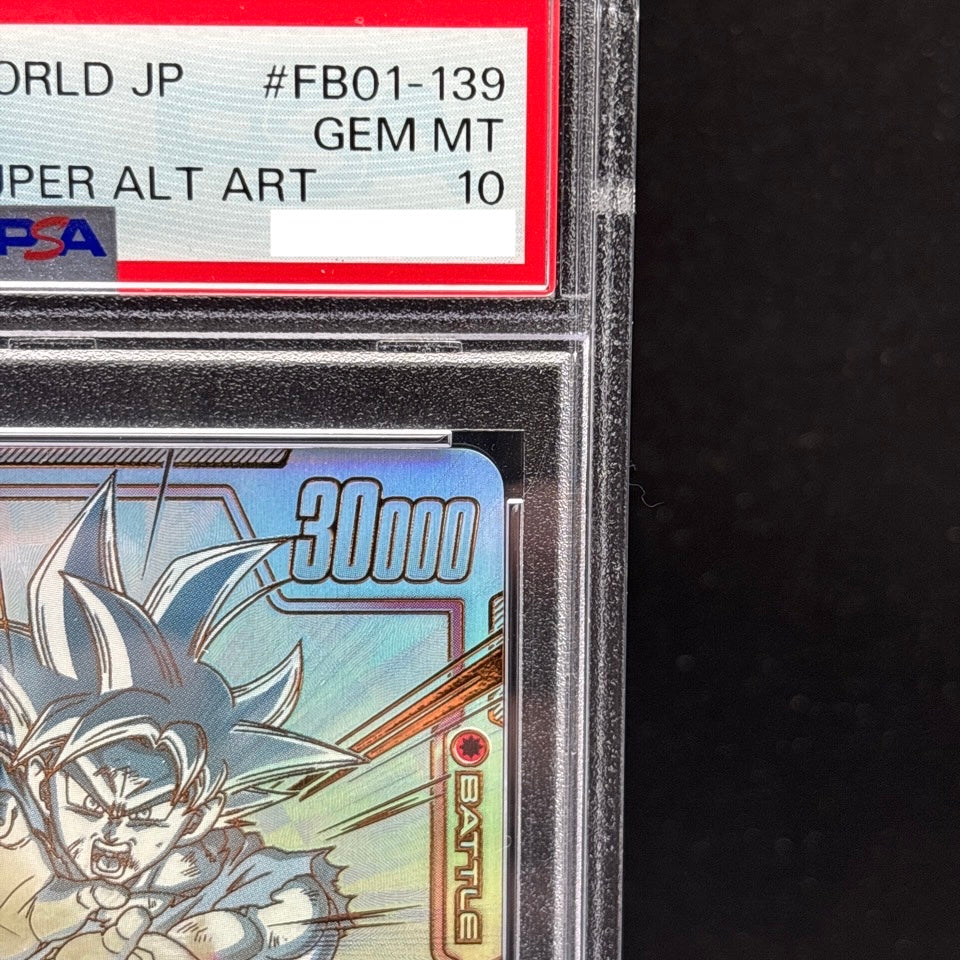 ORLD JP #FB01-139
GEM MT
UPER ALT ART 10
PSA
30000
BATTLE